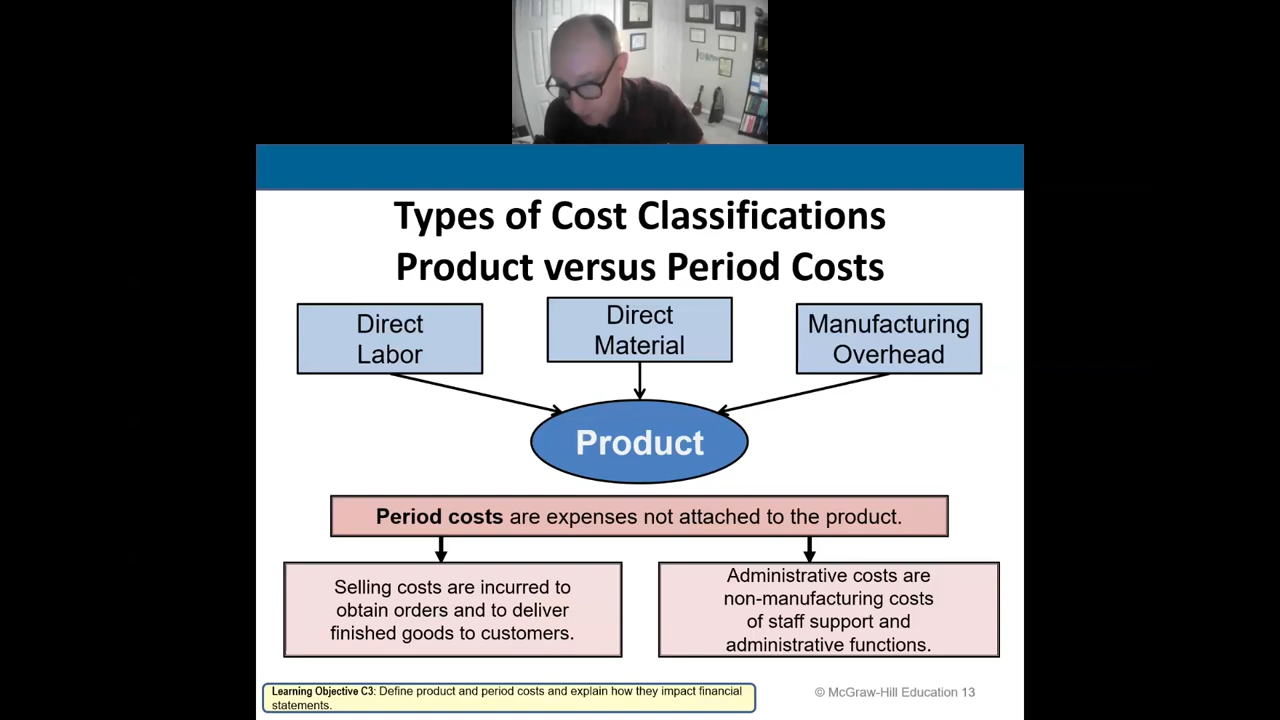 Types of Cost Classifications
Product versus Period Costs
Direct
Labor
Direct
Material
Manufacturing
Overhead
Product
Period costs are expenses not attached to the product.
Selling costs are incurred to
obtain orders and to deliver
finished goods to customers.
Administrative costs are
non-manufacturing costs
of staff support and
administrative functions.
Learning Objective C3: Define product and period costs and explain how they impact financial
statements.
© McGraw-Hill Education 13